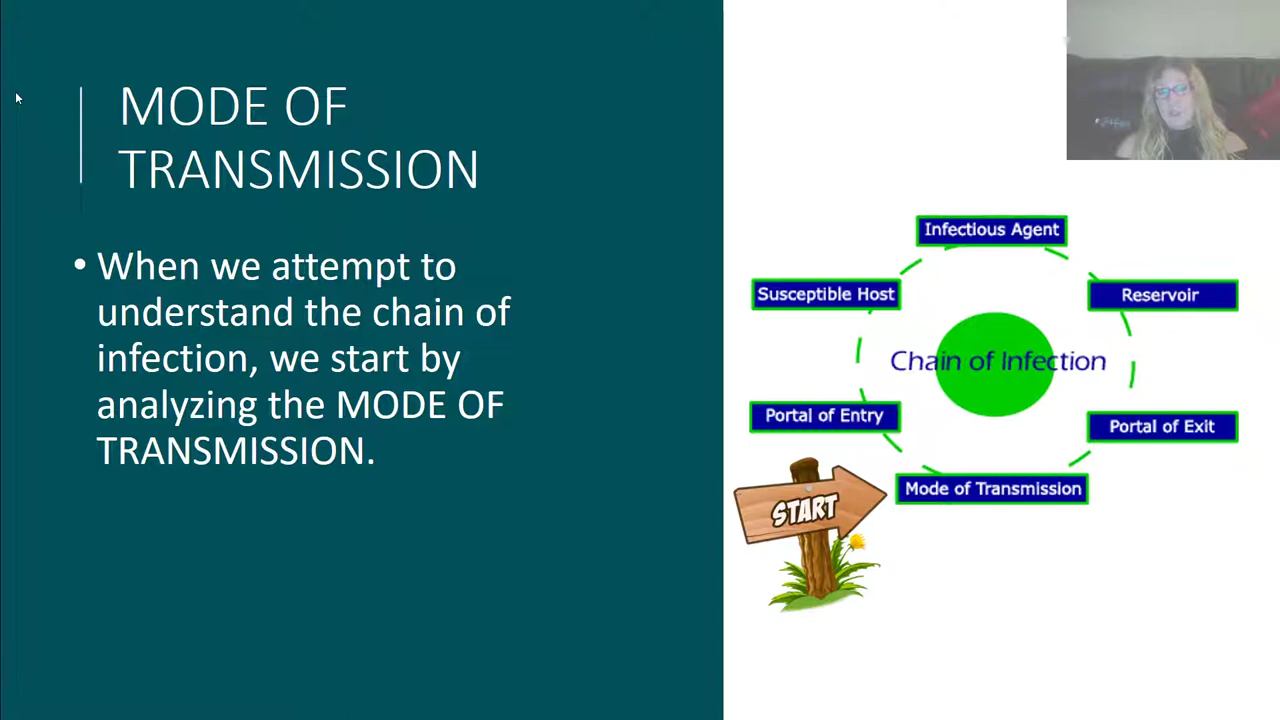 MODE OF
TRANSMISSION
• When we attempt to
understand the chain of
infection, we start by
analyzing the MODE OF
TRANSMISSION.
Infectious Agent
Susceptible Host
Reservoir
Chain of Infection
Portal of Entry
Portal of Exit
Mode of Transmission
START